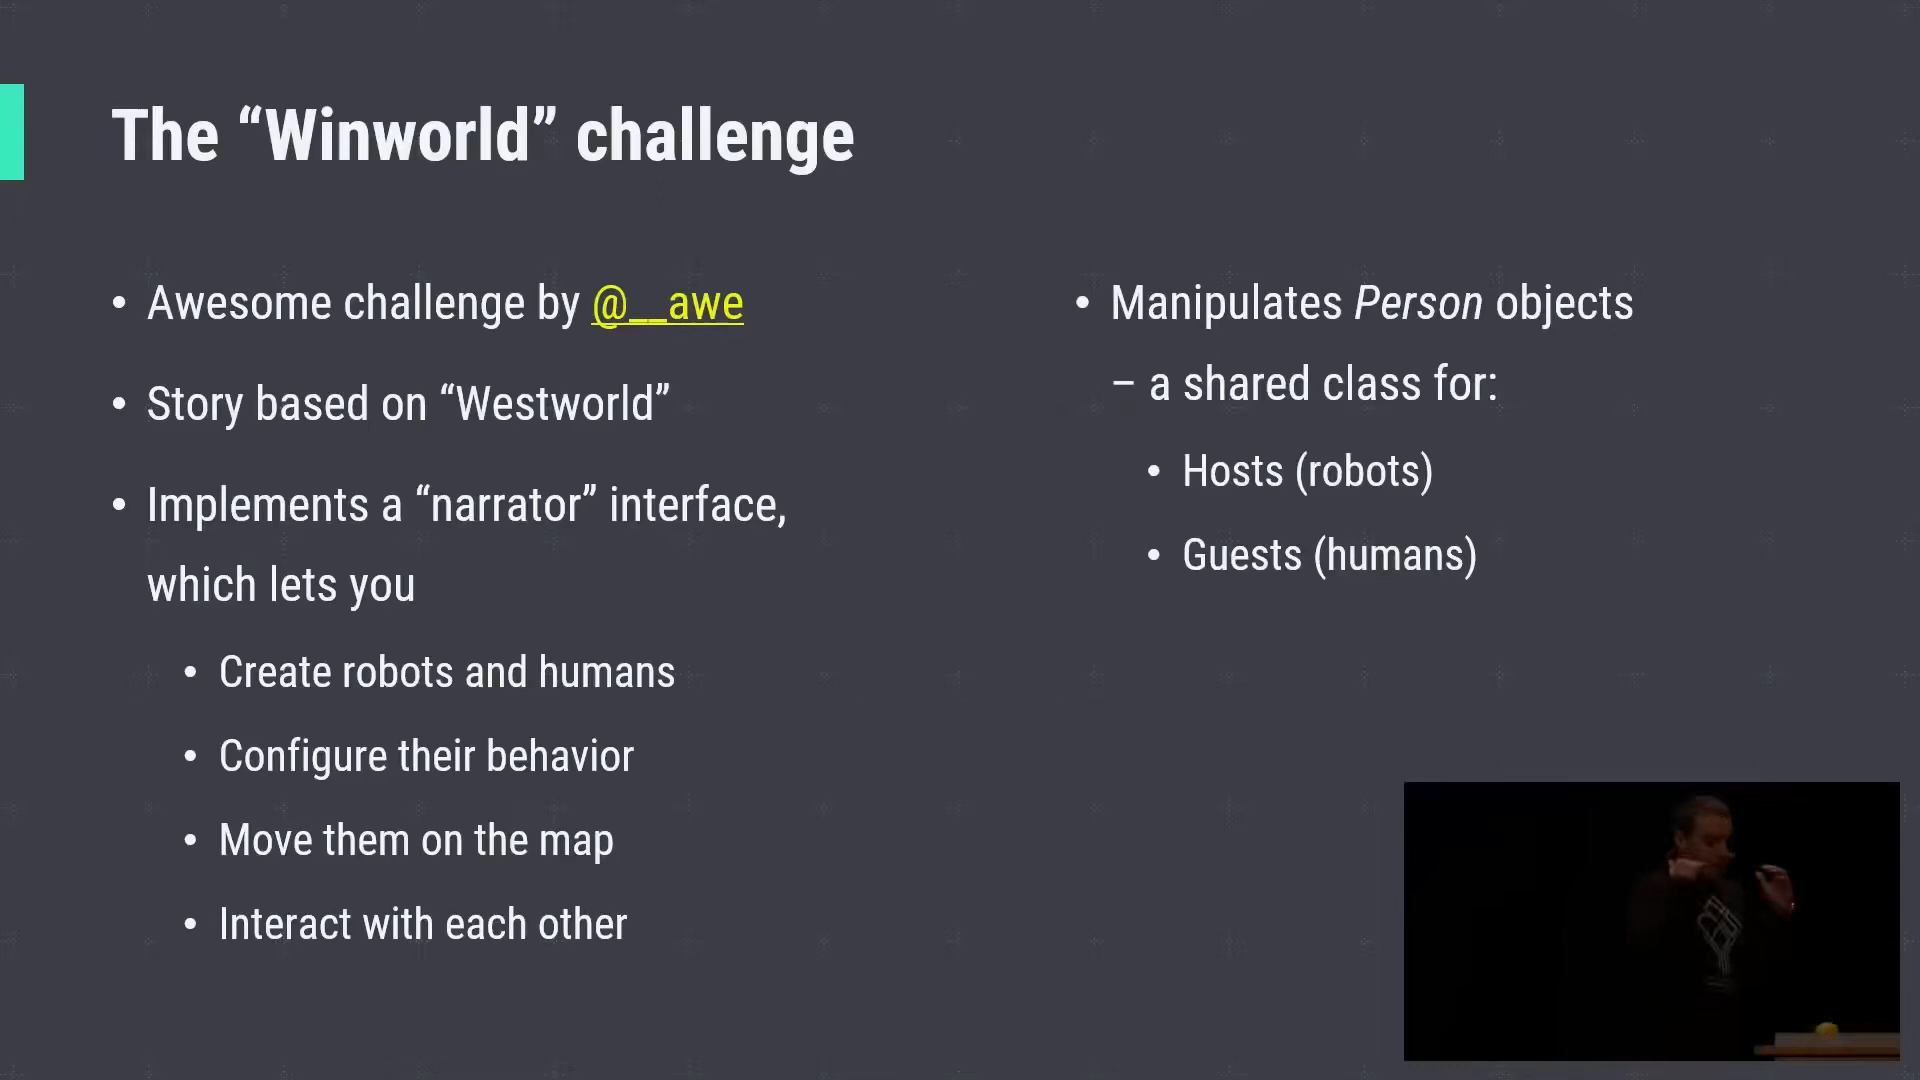 The “Winworld” challenge
• Awesome challenge by @__awe
• Story based on “Westworld”
• Implements a “narrator” interface,
which lets you
• Create robots and humans
• Configure their behavior
• Move them on the map
• Interact with each other
• Manipulates Person objects
– a shared class for:
• Hosts (robots)
• Guests (humans)